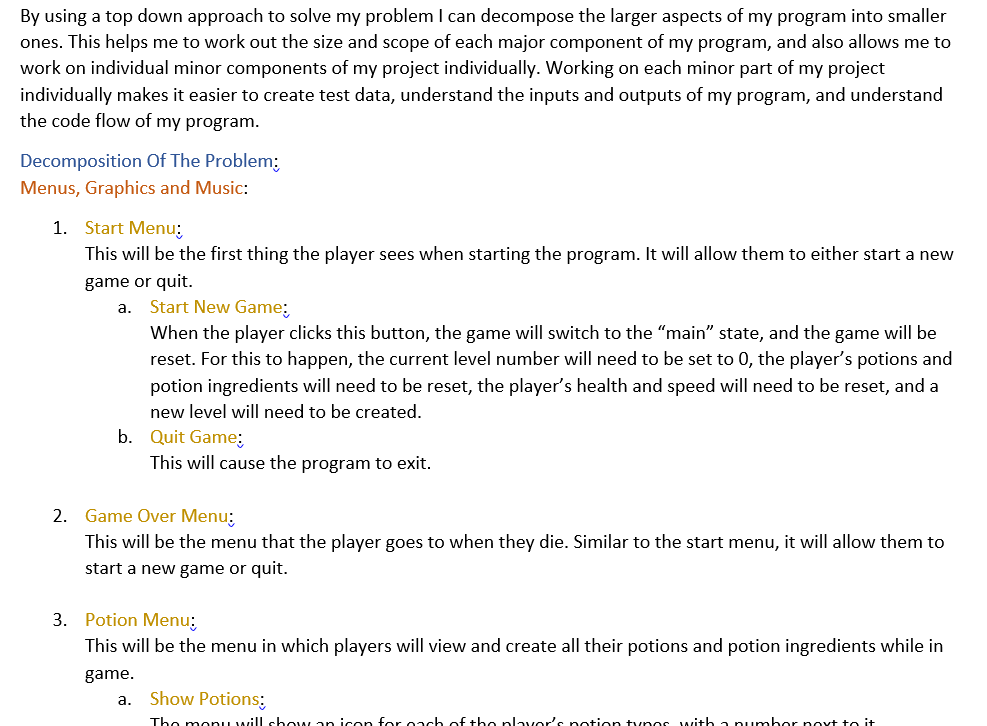 By using a top down approach to solve my problem I can decompose the larger aspects of my program into smaller
ones. This helps me to work out the size and scope of each major component of my program, and also allows me to
work on individual minor components of my project individually. Working on each minor part of my project
individually makes it easier to create test data, understand the inputs and outputs of my program, and understand
the code flow of my program.
Decomposition Of The Problem:
Menus, Graphics and Music:
1. Start Menu:
This will be the first thing the player sees when starting the program. It will allow them to either start a new
game or quit.
a. Start New Game:
When the player clicks this button, the game will switch to the “main” state, and the game will be
reset. For this to happen, the current level number will need to be set to 0, the player’s potions and
potion ingredients will need to be reset, the player’s health and speed will need to be reset, and a
new level will need to be created.
b. Quit Game:
This will cause the program to exit.
2. Game Over Menu:
This will be the menu that the player goes to when they die. Similar to the start menu, it will allow them to
start a new game or quit.
3. Potion Menu:
This will be the menu in which players will view and create all their potions and potion ingredients while in
game.
a. Show Potions:
The menu will show an icon for each of the player’s potion types, with a number next to it